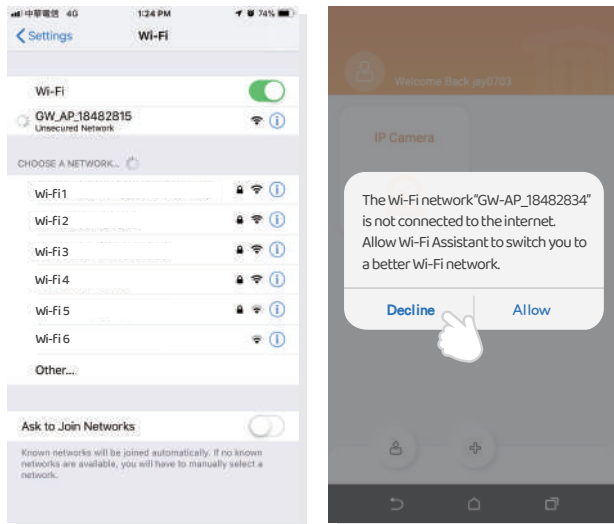 中華電信 4G 1:24 PM 74%
Settings Wi-Fi
Wi-Fi
GW_AP_18482815
Unsecured Network
CHOOSE A NETWORK...
Wi-fi1
Wi-fi2
Wi-fi3
Wi-fi4
Wi-fi5
Wi-fi6
Other...
Ask to Join Networks
Known networks will be joined automatically. If no known
networks are available, you will have to manually select a
network.
Welcome Back jay0703
IP Camera
The Wi-Fi network"GW-AP_18482834"
is not connected to the internet.
Allow Wi-Fi Assistant to switch you to
a better Wi-Fi network.
Decline Allow